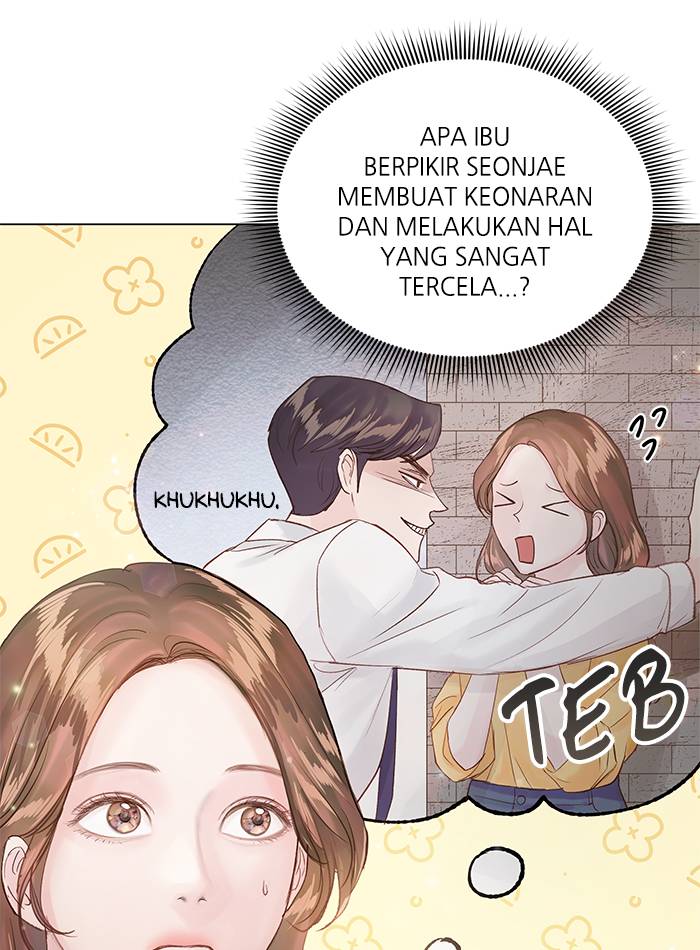 APA IBU
BERPIKIR SEONJAE
MEMBUAT KEONARAN
DAN MELAKUKAN HAL
YANG SANGAT
TERCELA...?
KHUKHUKHU.
TEB